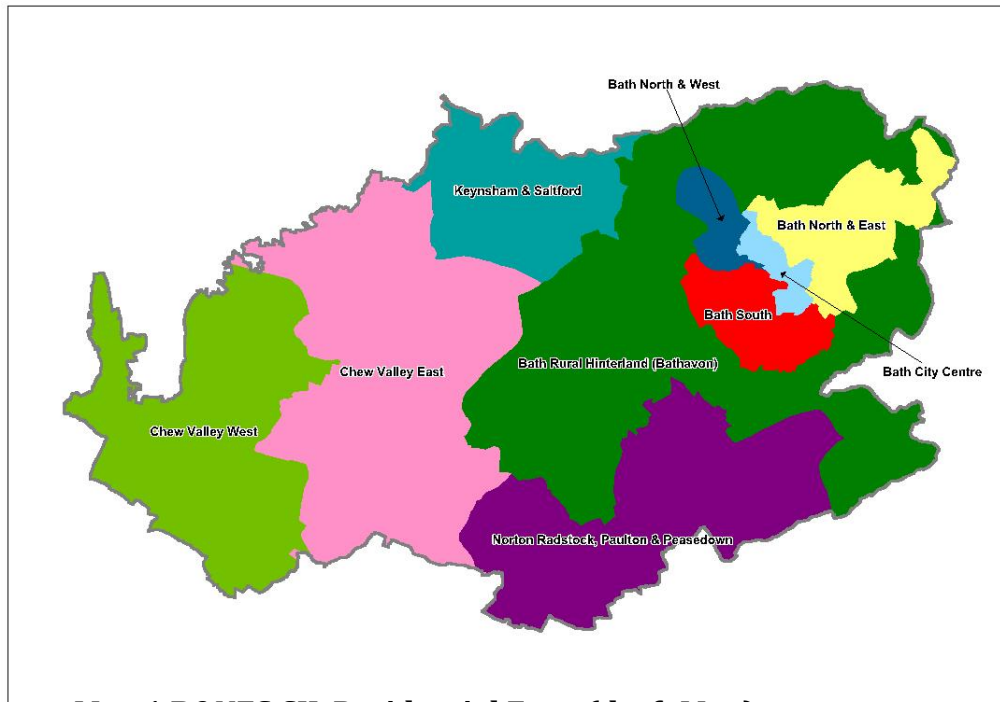 Bath North & West
Keynsham & Saltford
Bath North & East
Bath South
Bath Rural Hinterland (Bathavon)
Chew Valley East
Bath City Centre
Chew Valley West
Norton Radstock, Paulton & Peasedown